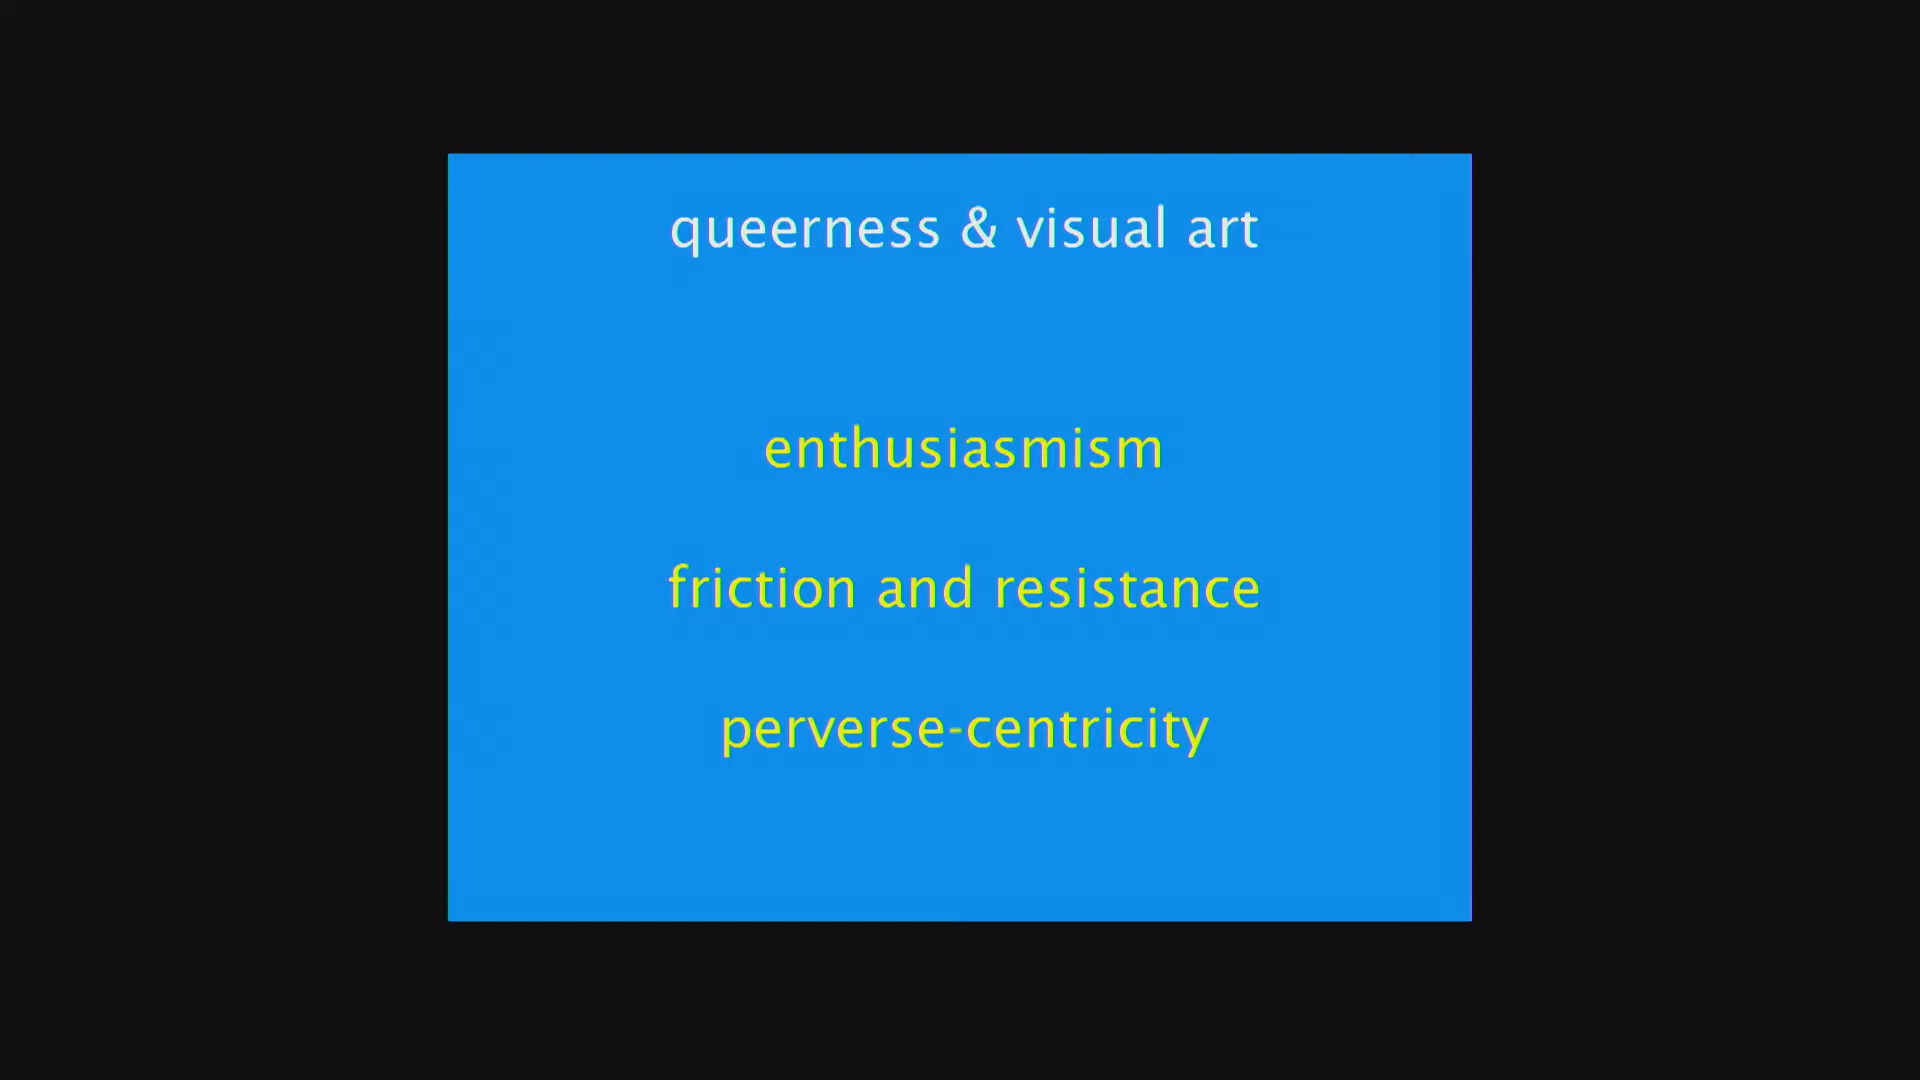 queerness & visual art
enthusiasmism
friction and resistance
perverse-centricity